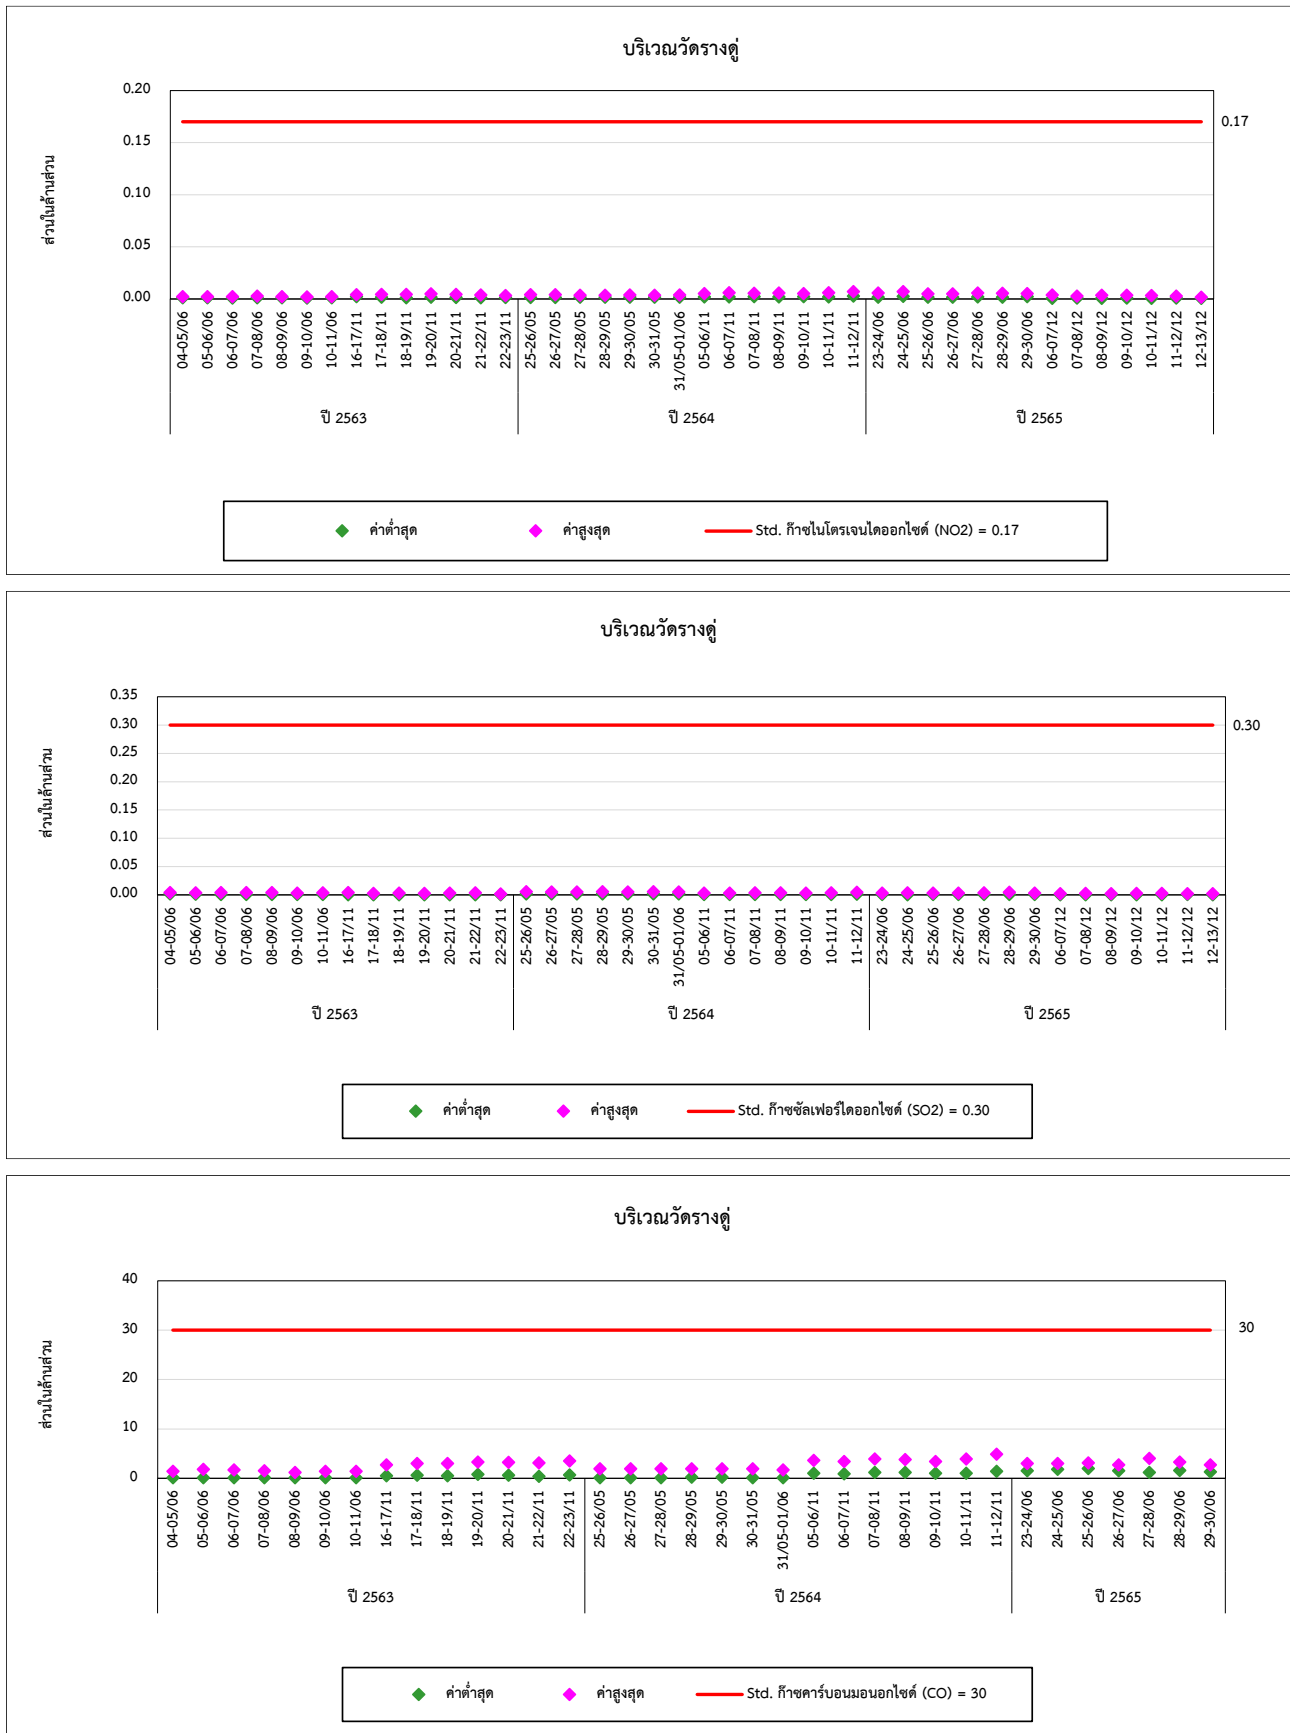 บริเวณวัดรางดู่
ส่วนในล้านส่วน
0.20
0.15
0.10
0.05
0.00
0.17
04-05/06 05-06/06 06-07/06 07-08/06 08-09/06 09-10/06 10-11/06 16-17/11 17-18/11 18-19/11 19-20/11 20-21/11 21-22/11 22-23/11 25-26/05 26-27/05 27-28/05 28-29/05 29-30/05 30-31/05 31/05-01/06 05-06/11 06-07/11 07-08/11 08-09/11 09-10/11 10-11/11 11-12/11 23-24/06 24-25/06 25-26/06 26-27/06 27-28/06 28-29/06 29-30/06 06-07/12 07-08/12 08-09/12 09-10/12 10-11/12 11-12/12 12-13/12
ปี 2563 ปี 2564 ปี 2565
ค่าต่ำสุด ค่าสูงสุด Std. ก๊าซไนโตรเจนไดออกไซด์ (NO2) = 0.17
บริเวณวัดรางดู่
ส่วนในล้านส่วน
0.35
0.30
0.25
0.20
0.15
0.10
0.05
0.00
0.30
04-05/06 05-06/06 06-07/06 07-08/06 08-09/06 09-10/06 10-11/06 16-17/11 17-18/11 18-19/11 19-20/11 20-21/11 21-22/11 22-23/11 25-26/05 26-27/05 27-28/05 28-29/05 29-30/05 30-31/05 31/05-01/06 05-06/11 06-07/11 07-08/11 08-09/11 09-10/11 10-11/11 11-12/11 23-24/06 24-25/06 25-26/06 26-27/06 27-28/06 28-29/06 29-30/06 06-07/12 07-08/12 08-09/12 09-10/12 10-11/12 11-12/12 12-13/12
ปี 2563 ปี 2564 ปี 2565
ค่าต่ำสุด ค่าสูงสุด Std. ก๊าซซัลเฟอร์ไดออกไซด์ (SO2) = 0.30
บริเวณวัดรางดู่
ส่วนในล้านส่วน
40
30
20
10
0
30
04-05/06 05-06/06 06-07/06 07-08/06 08-09/06 09-10/06 10-11/06 16-17/11 17-18/11 18-19/11 19-20/11 20-21/11 21-22/11 22-23/11 25-26/05 26-27/05 27-28/05 28-29/05 29-30/05 30-31/05 31/05-01/06 05-06/11 06-07/11 07-08/11 08-09/11 09-10/11 10-11/11 11-12/11 23-24/06 24-25/06 25-26/06 26-27/06 27-28/06 28-29/06 29-30/06
ปี 2563 ปี 2564 ปี 2565
ค่าต่ำสุด ค่าสูงสุด Std. ก๊าซคาร์บอนมอนอกไซด์ (CO) = 30